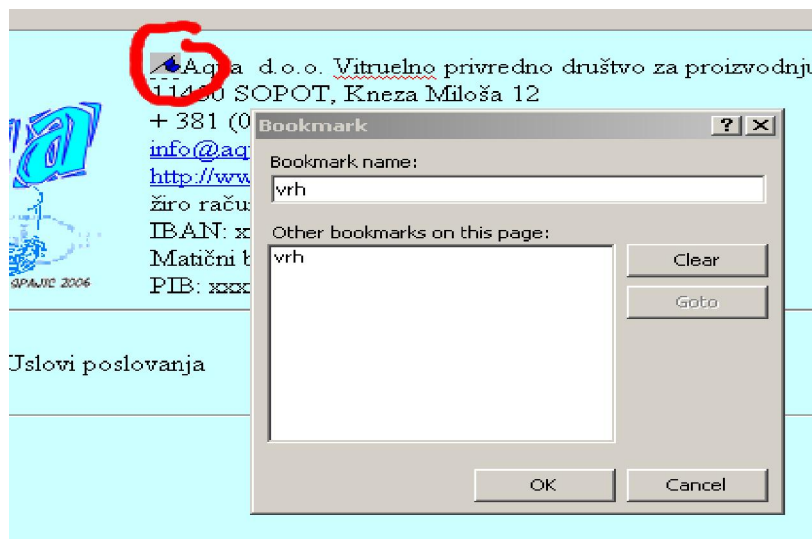 Aqua d.o.o. Vitruelno privredno društvo za proizvodnju
11460 SOPOT, Kneza Miloša 12
+ 381 (0
info@aq
http://ww
žiro raču
IBAN: x
Matični b
PIB: xxx
2006
Uslovi poslovanja
Bookmark
Bookmark name:
vrh
Other bookmarks on this page:
vrh
Clear
Goto
OK
Cancel